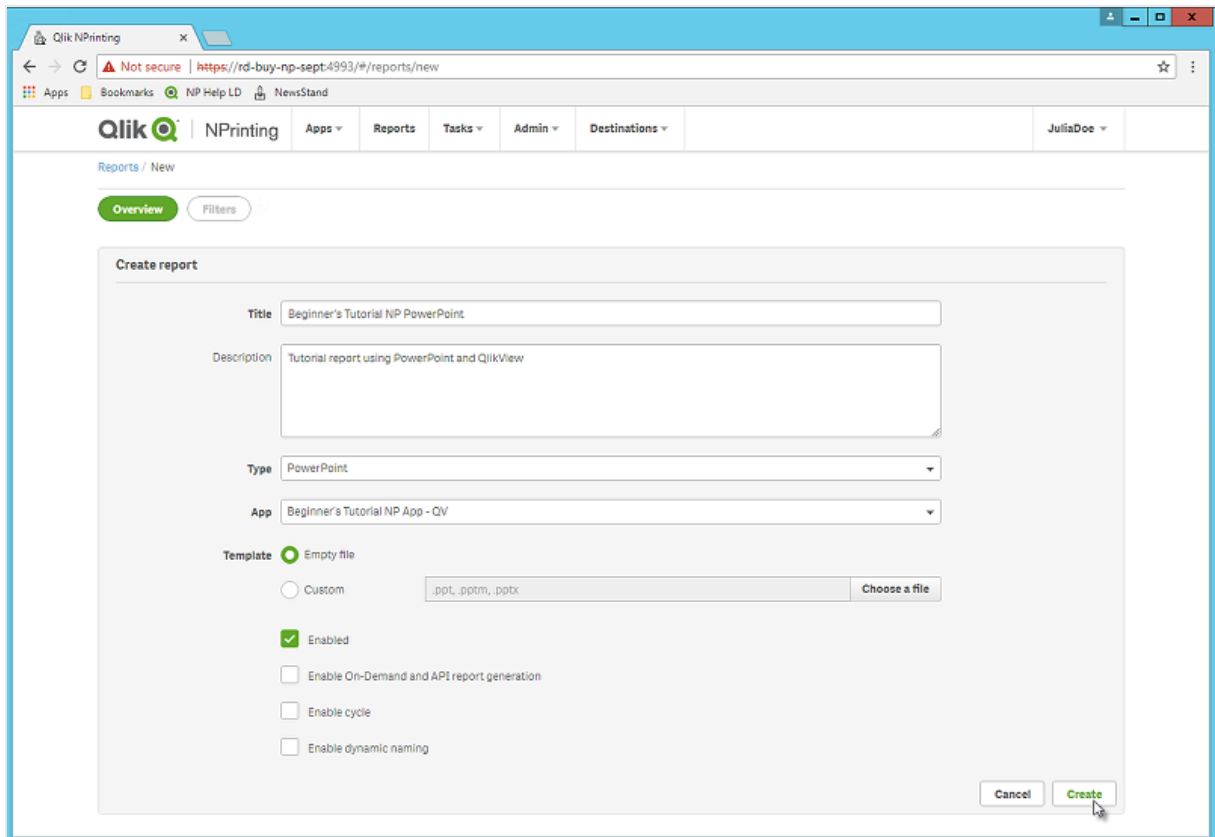 Qlik NPrinting
Not secure | https://rd-buy-np-sept:4993/#/reports/new
Apps Bookmarks NP Help LD NewsStand
Qlik NPrinting Apps Reports Tasks Admin Destinations JuliaDoe
Reports / New
Overview Filters
Create report
Title Beginner's Tutorial NP PowerPoint
Description Tutorial report using PowerPoint and QlikView
Type PowerPoint
App Beginner's Tutorial NP App - QV
Template Empty file
Custom .ppt, .pptm, .pptx Choose a file
Enabled
Enable On-Demand and API report generation
Enable cycle
Enable dynamic naming
Cancel Create